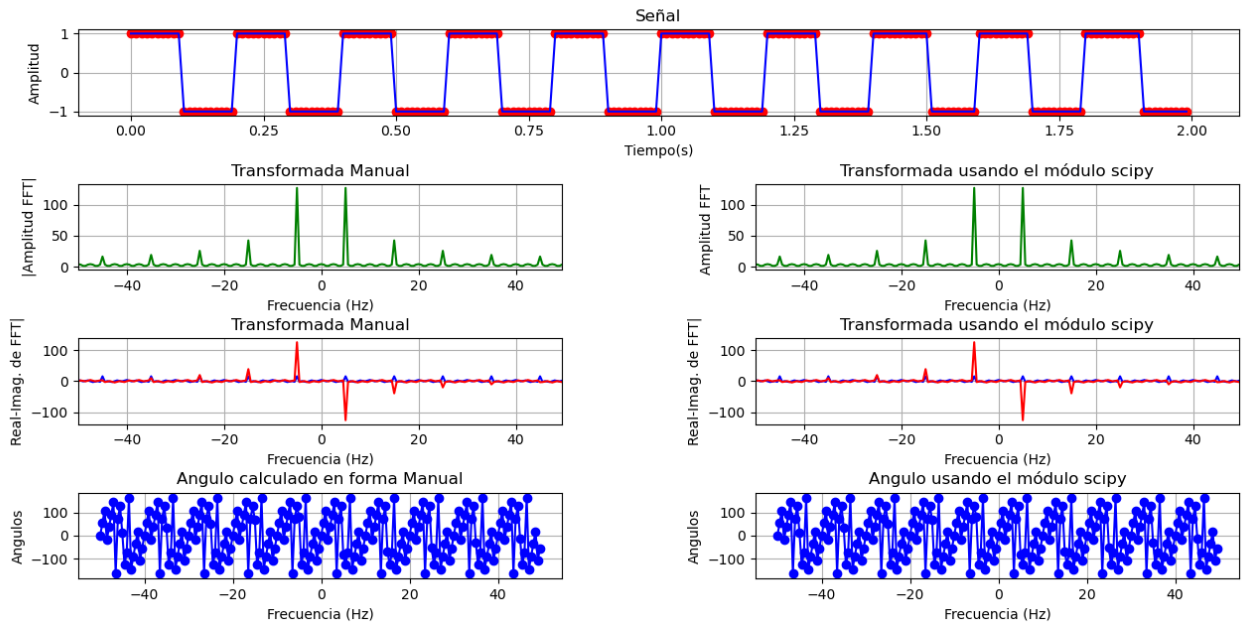 Señal
Amplitud
1
0
−1
0.00 0.25 0.50 0.75 1.00 1.25 1.50 1.75 2.00
Tiempo(s)
Transformada Manual
|Amplitud FFT|
100
50
0
−40 −20 0 20 40
Frecuencia (Hz)
Transformada usando el módulo scipy
Amplitud FFT
100
50
0
−40 −20 0 20 40
Frecuencia (Hz)
Transformada Manual
Real-Imag. de FFT|
100
0
−100
−40 −20 0 20 40
Frecuencia (Hz)
Transformada usando el módulo scipy
Real-Imag. de FFT|
100
0
−100
−40 −20 0 20 40
Frecuencia (Hz)
Angulo calculado en forma Manual
Angulos
100
0
−100
−40 −20 0 20 40
Frecuencia (Hz)
Angulo usando el módulo scipy
Angulos
100
0
−100
−40 −20 0 20 40
Frecuencia (Hz)